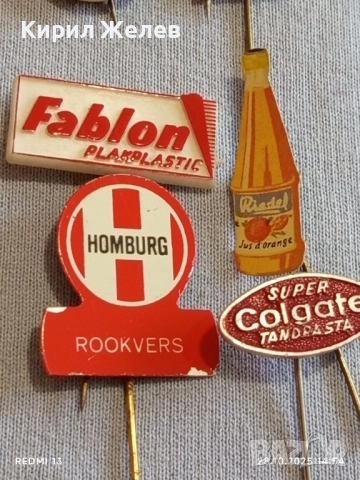 Кирил Желев
Fablon
PLAKPLASTIC
HOMBURG
ROOKVERS
Riedel
Jus d'orange
SUPER
Colgate
TANDPASTA
REDMI 13